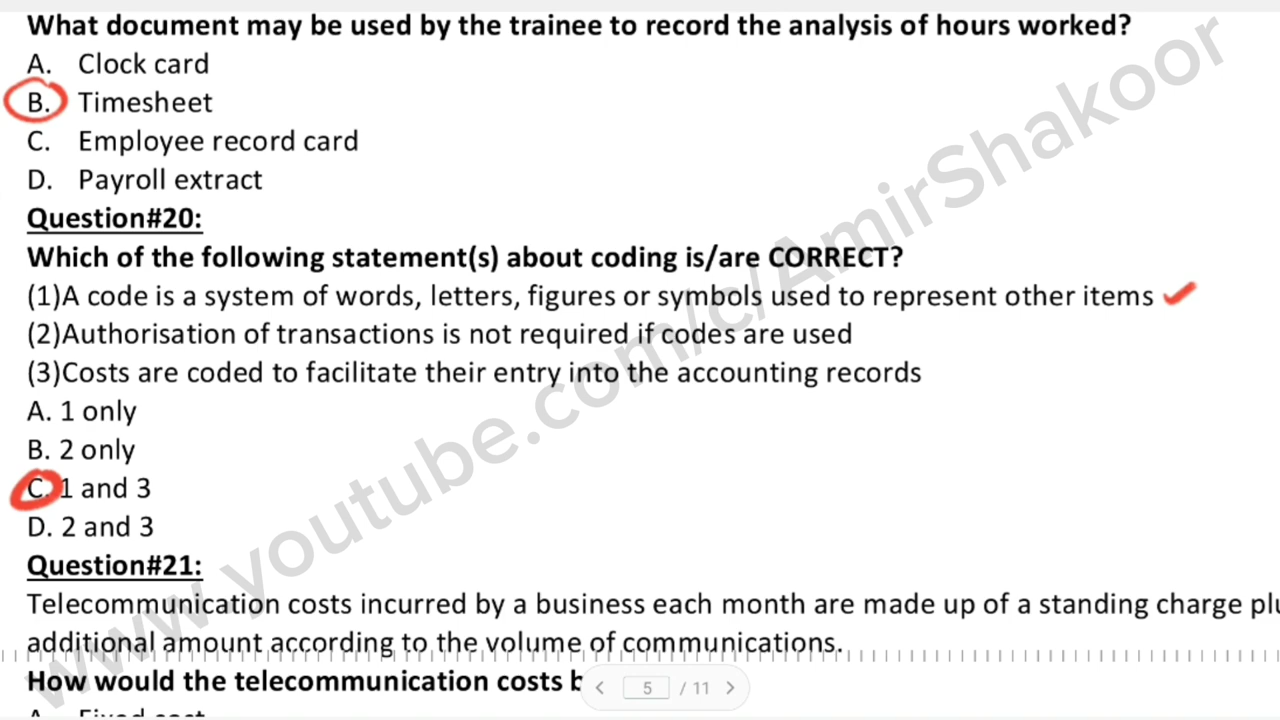 What document may be used by the trainee to record the analysis of hours worked?
A. Clock card
B. Timesheet
C. Employee record card
D. Payroll extract
Question#20:
Which of the following statement(s) about coding is/are CORRECT?
(1)A code is a system of words, letters, figures or symbols used to represent other items
(2)Authorisation of transactions is not required if codes are used
(3)Costs are coded to facilitate their entry into the accounting records
A. 1 only
B. 2 only
C. 1 and 3
D. 2 and 3
Question#21:
Telecommunication costs incurred by a business each month are made up of a standing charge plu
additional amount according to the volume of communications.
How would the telecommunication costs b
5 / 11
A. Fixed cost
www.youtube.com/c/AmirShakoor